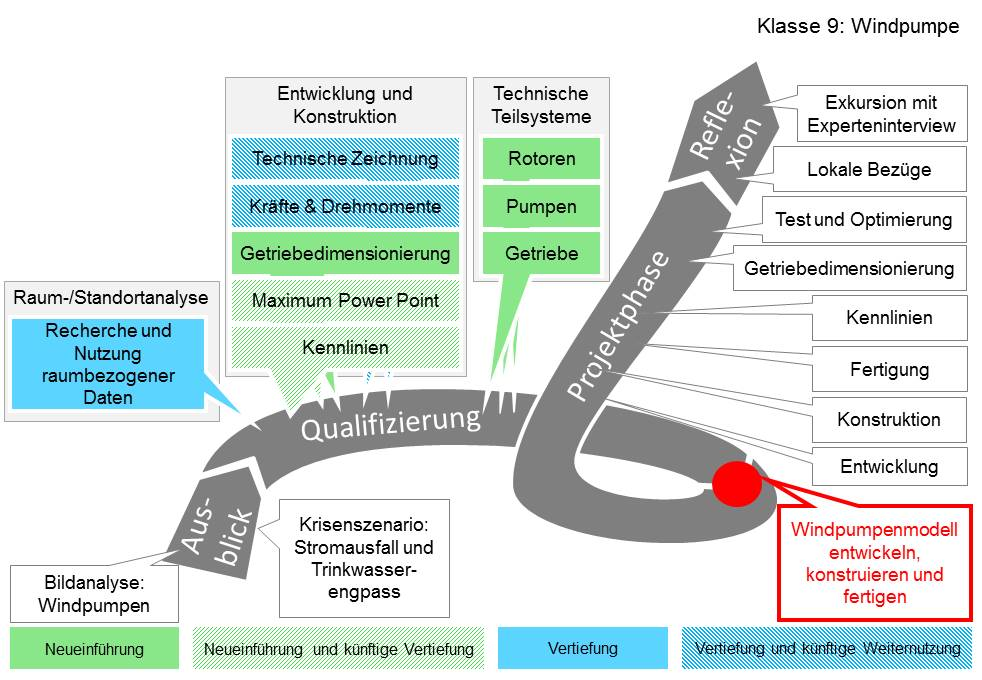 Klasse 9: Windpumpe
Entwicklung und
Konstruktion
Technische Zeichnung
Kräfte & Drehmomente
Getriebedimensionierung
Maximum Power Point
Kennlinien
Technische
Teilsysteme
Rotoren
Pumpen
Getriebe
Raum-/Standortanalyse
Recherche und
Nutzung
raumbezogener
Daten
Refle-
xion
Exkursion mit
Experteninterview
Lokale Bezüge
Test und Optimierung
Getriebedimensionierung
Kennlinien
Fertigung
Konstruktion
Entwicklung
Projektphase
Qualifizierung
Aus-
blick
Windpumpenmodell
entwickeln,
konstruieren und
fertigen
Krisenszenario:
Stromausfall und
Trinkwasser-
engpass
Bildanalyse:
Windpumpen
Neueinführung
Neueinführung und künftige Vertiefung
Vertiefung
Vertiefung und künftige Weiternutzung